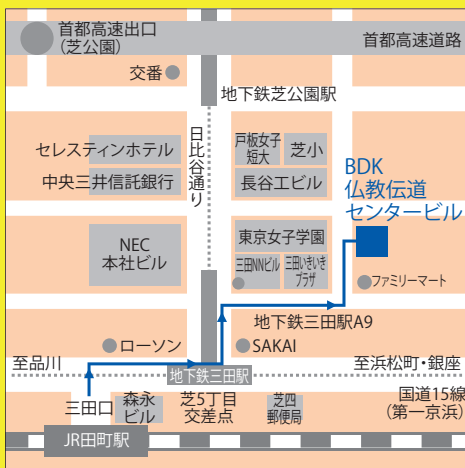 首都高速出口
(芝公園)
首都高速道路
交番
地下鉄芝公園駅
日比谷通り
セレスティンホテル
中央三井信託銀行
戸板女子
短大
芝小
長谷工ビル
BDK
仏教伝道
センタービル
NEC
本社ビル
東京女子学園
三田NNビル
三田いきいき
プラザ
ファミリーマート
地下鉄三田駅A9
ローソン
SAKAI
至品川
至浜松町・銀座
地下鉄三田駅
三田口
森永
ビル
芝5丁目
交差点
芝四
郵便局
国道15線
(第一京浜)
JR田町駅